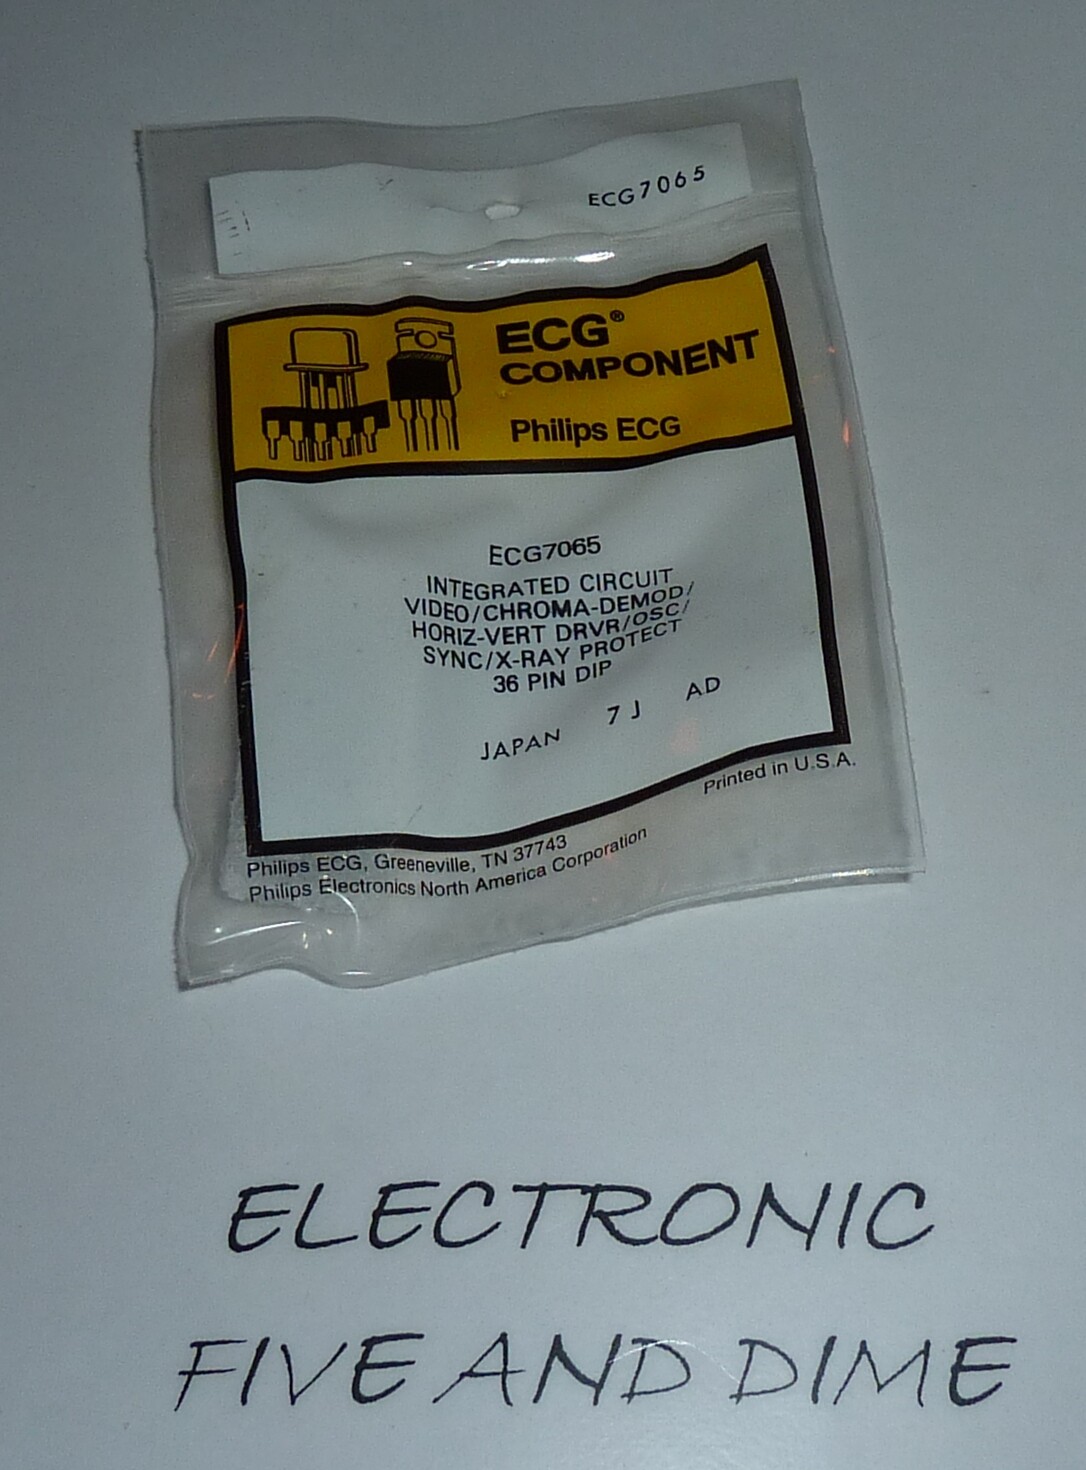 ECG7065
ECG®
COMPONENT
Philips ECG
ECG7065
INTEGRATED CIRCUIT
VIDEO/CHROMA-DEMOD/
HORIZ-VERT DRVR/OSC/
SYNC/X-RAY PROTECT
36 PIN DIP
JAPAN 7J AD
Printed in U.S.A.
Philips ECG, Greeneville, TN 37743
Philips Electronics North America Corporation
ELECTRONIC
FIVE AND DIME